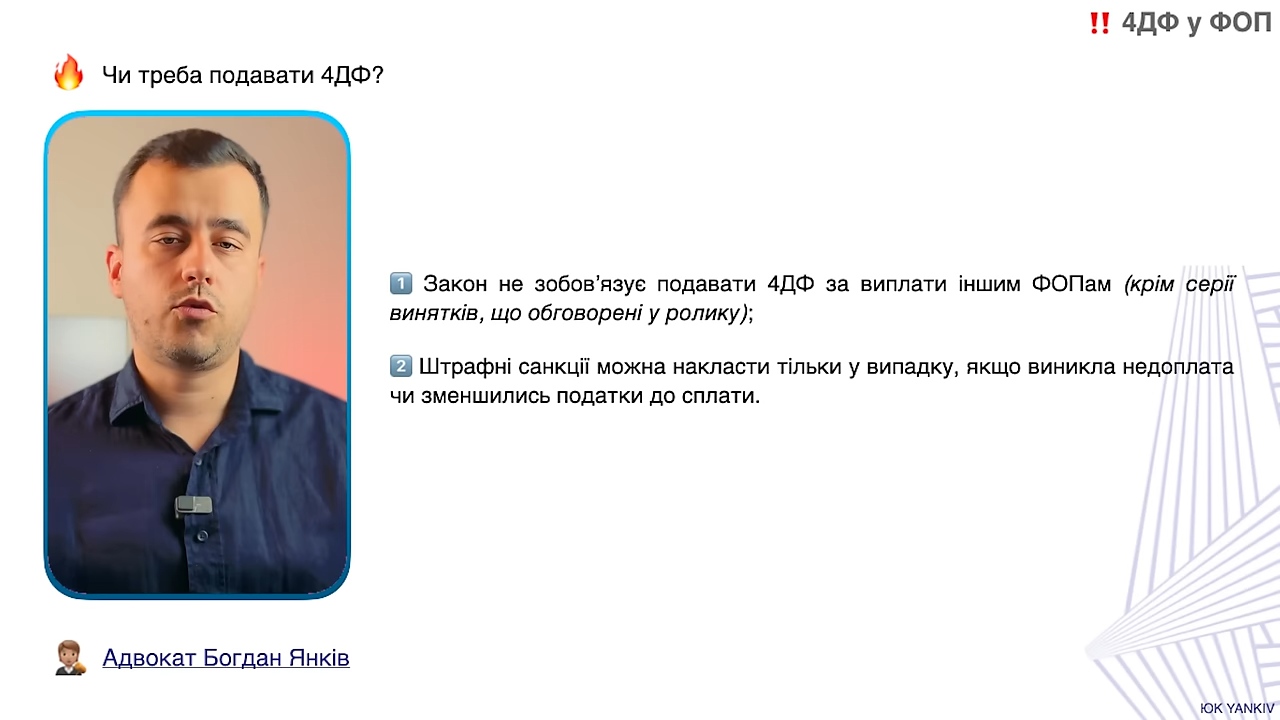 ‼️ 4ДФ у ФОП
🔥 Чи треба подавати 4ДФ?
1️⃣ Закон не зобов’язує подавати 4ДФ за виплати іншим ФОПам (крім серії
винятків, що обговорені у ролику);
2️⃣ Штрафні санкції можна накласти тільки у випадку, якщо виникла недоплата
чи зменшились податки до сплати.
Адвокат Богдан Янків
ЮК YANKIV